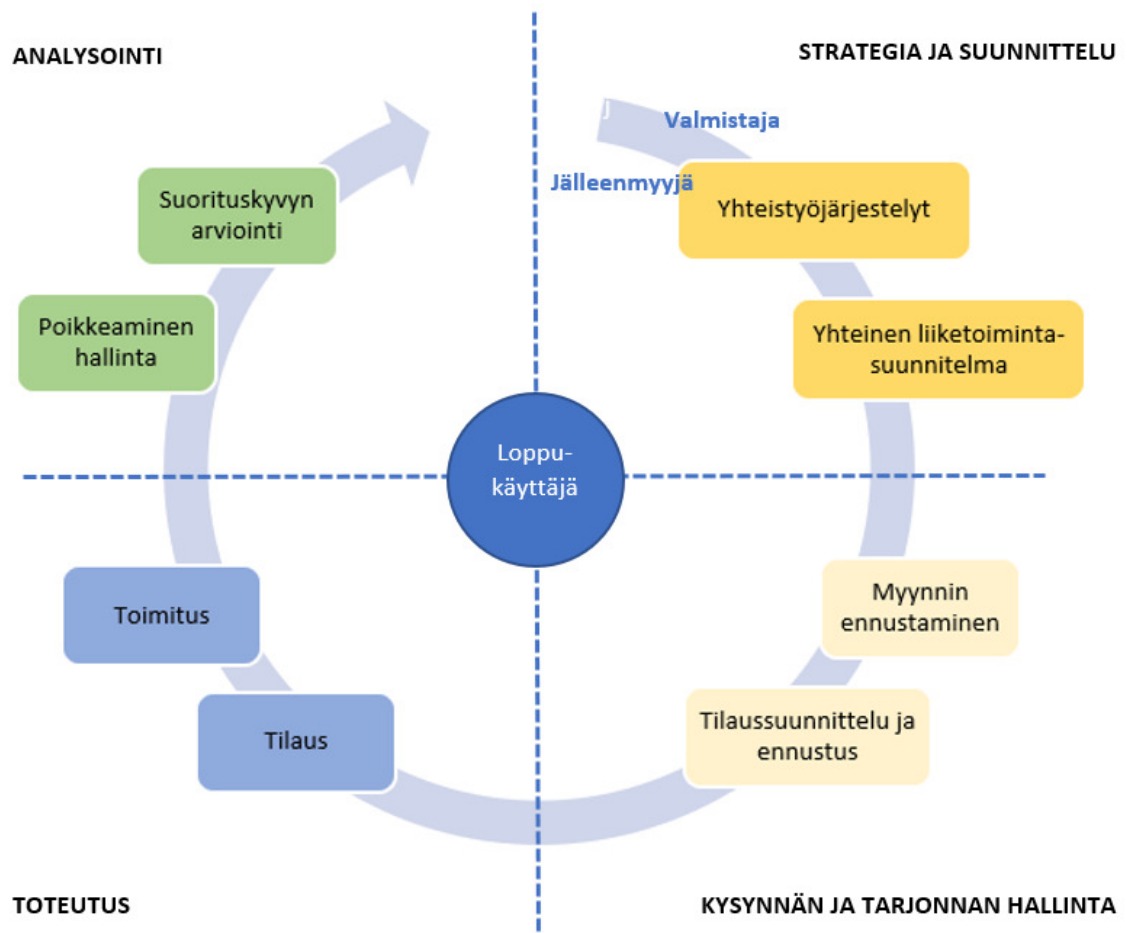 ANALYSOINTI
STRATEGIA JA SUUNNITTELU
J
Valmistaja
Jälleenmyyjä
Yhteistyöjärjestelyt
Yhteinen liiketoiminta-
suunnitelma
Myynnin
ennustaminen
Tilaussuunnittelu ja
ennustus
Tilaus
Toimitus
Poikkeaminen
hallinta
Suorituskyvyn
arviointi
Loppu-
käyttäjä
TOTEUTUS
KYSYNNÄN JA TARJONNAN HALLINTA